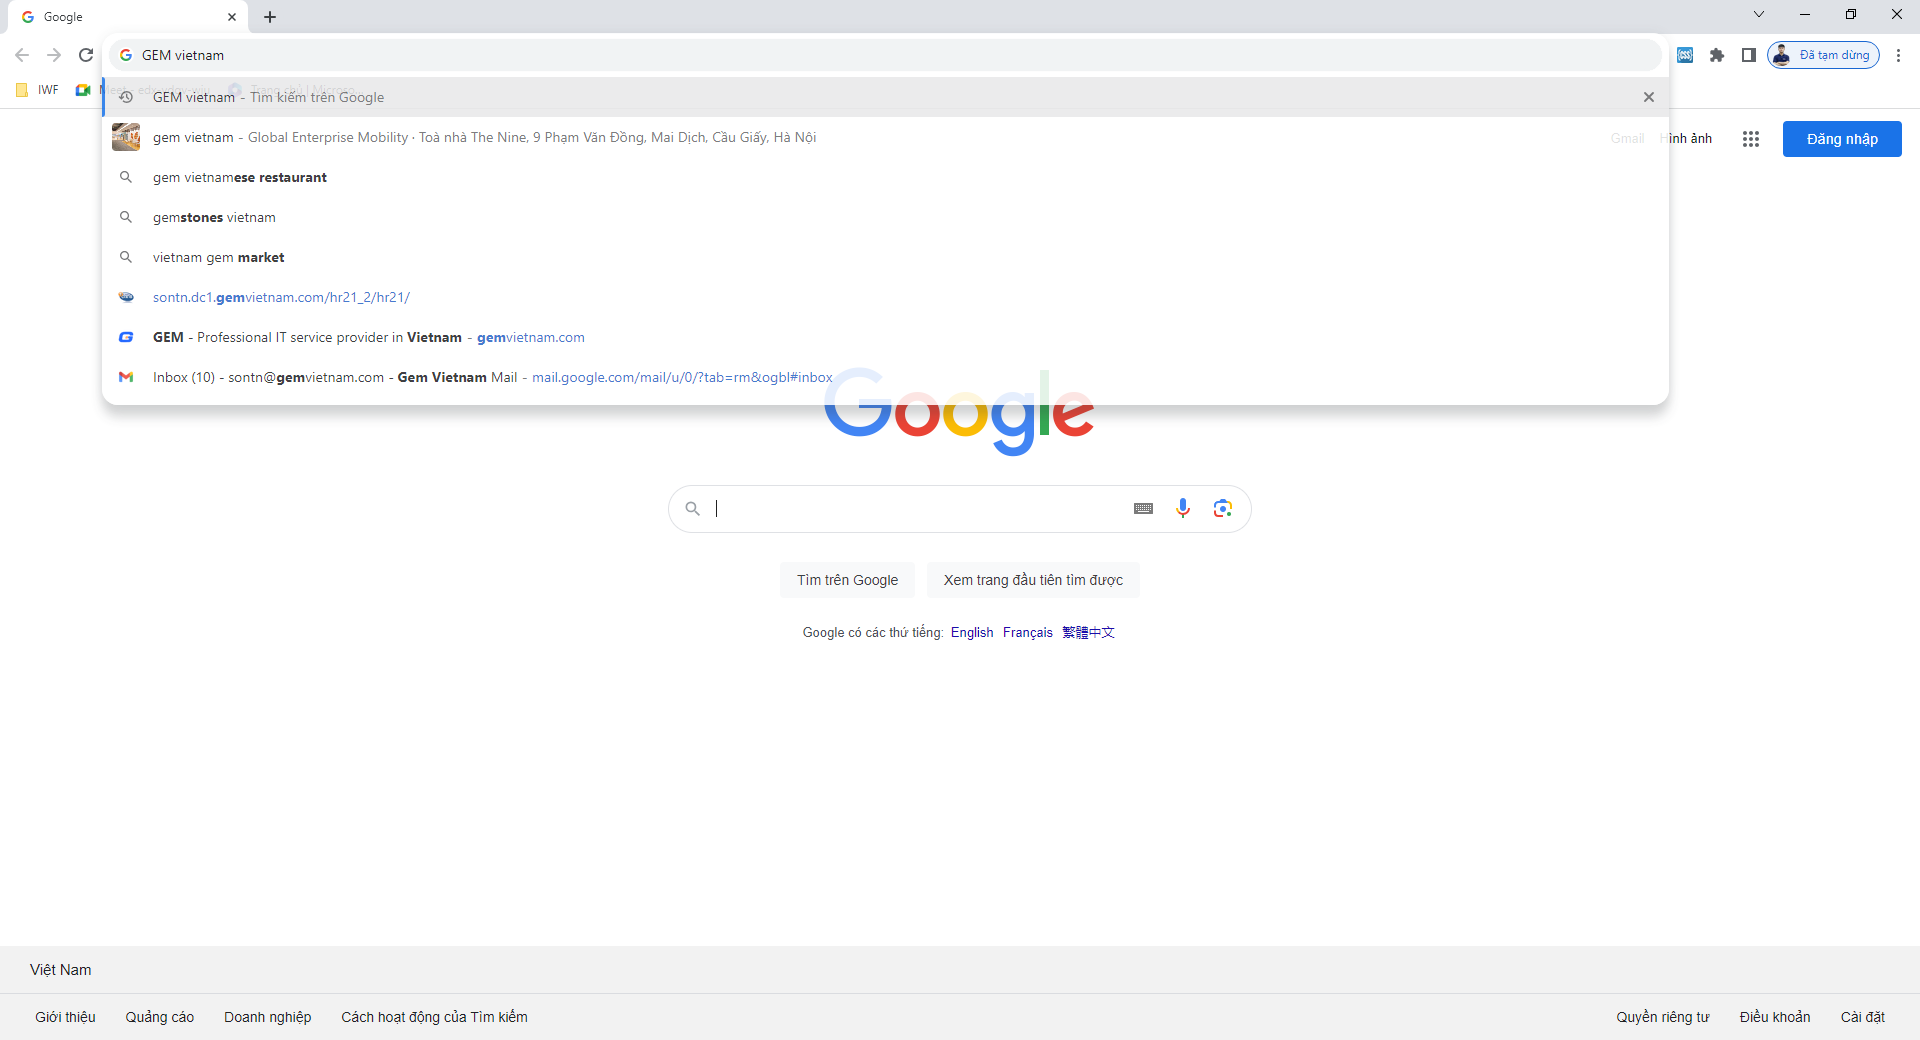 Google
GEM vietnam
Đã tạm dừng
IWF
GEM vietnam - Tìm kiếm trên Google
gem vietnam - Global Enterprise Mobility · Toà nhà The Nine, 9 Phạm Văn Đồng, Mai Dịch, Cầu Giấy, Hà Nội
Gmail Hình ảnh
Đăng nhập
gem vietnamese restaurant
gemstones vietnam
vietnam gem market
sontn.dc1.gemvietnam.com/hr21_2/hr21/
GEM - Professional IT service provider in Vietnam - gemvietnam.com
Inbox (10) - sontn@gemvietnam.com - Gem Vietnam Mail - mail.google.com/mail/u/0/?tab=rm&ogbl#inbox
Google
Tìm trên Google
Xem trang đầu tiên tìm được
Google có các thứ tiếng: English Français 繁體中文
Việt Nam
Giới thiệu Quảng cáo Doanh nghiệp Cách hoạt động của Tìm kiếm
Quyền riêng tư Điều khoản Cài đặt